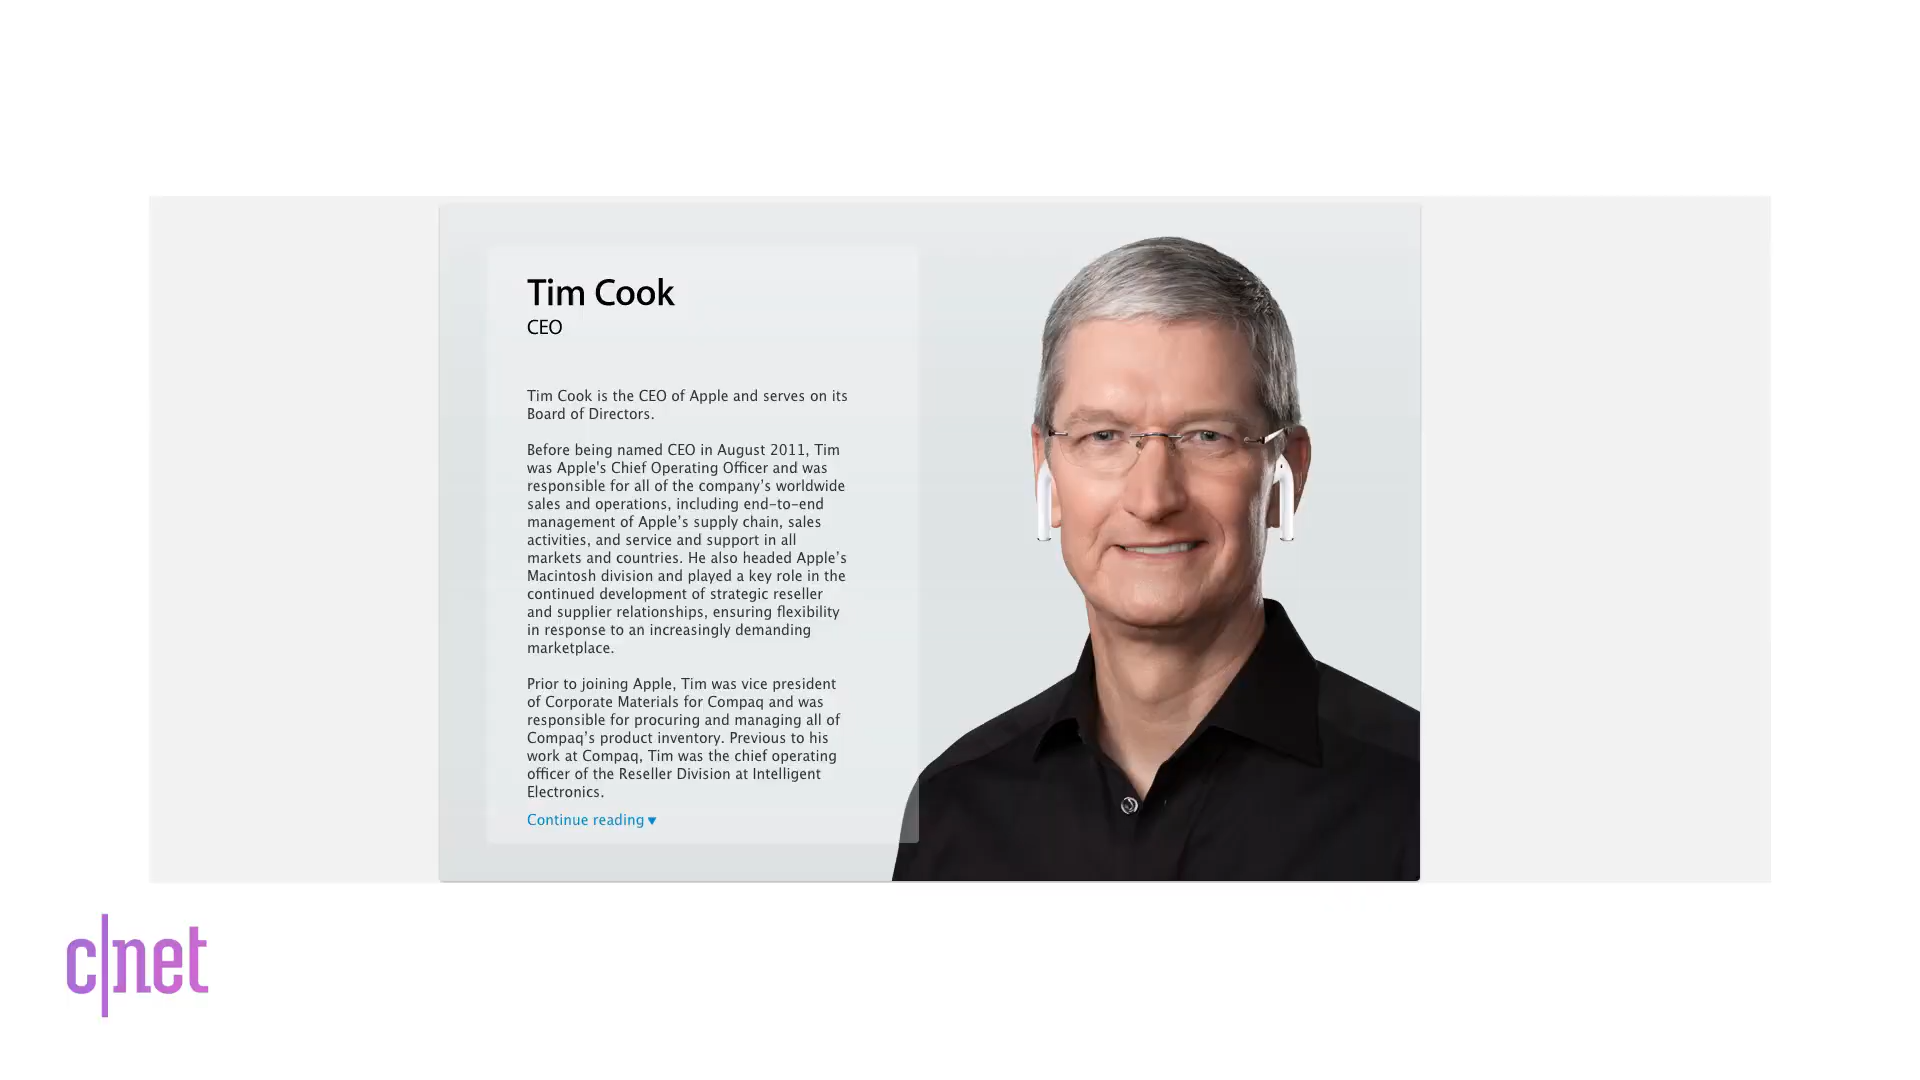 Tim Cook
CEO
Tim Cook is the CEO of Apple and serves on its
Board of Directors.
Before being named CEO in August 2011, Tim
was Apple's Chief Operating Officer and was
responsible for all of the company’s worldwide
sales and operations, including end-to-end
management of Apple’s supply chain, sales
activities, and service and support in all
markets and countries. He also headed Apple’s
Macintosh division and played a key role in the
continued development of strategic reseller
and supplier relationships, ensuring flexibility
in response to an increasingly demanding
marketplace.
Prior to joining Apple, Tim was vice president
of Corporate Materials for Compaq and was
responsible for procuring and managing all of
Compaq’s product inventory. Previous to his
work at Compaq, Tim was the chief operating
officer of the Reseller Division at Intelligent
Electronics.
Continue reading ▾
c|net